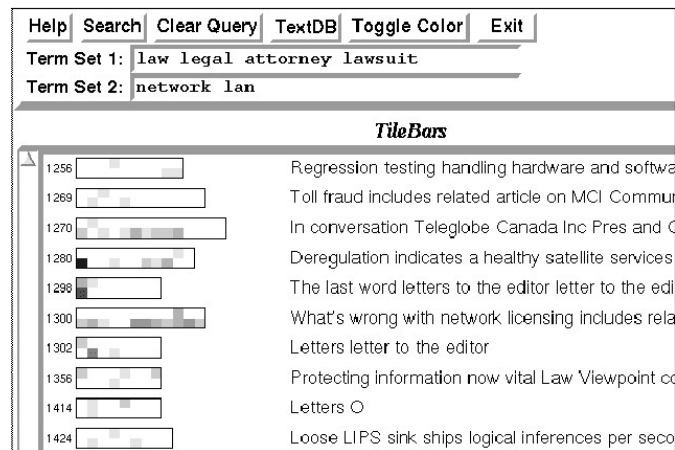 Help Search Clear Query TextDB Toggle Color Exit
Term Set 1: law legal attorney lawsuit
Term Set 2: network lan
TileBars
1256 Regression testing handling hardware and softwa
1269 Toll fraud includes related article on MCI Commu
1270 In conversation Teleglobe Canada Inc Pres and C
1280 Deregulation indicates a healthy satellite services
1298 The last word letters to the editor letter to the edi
1300 What's wrong with network licensing includes rela
1302 Letters letter to the editor
1356 Protecting information now vital Law Viewpoint co
1414 Letters O
1424 Loose LIPS sink ships logical inferences per seco